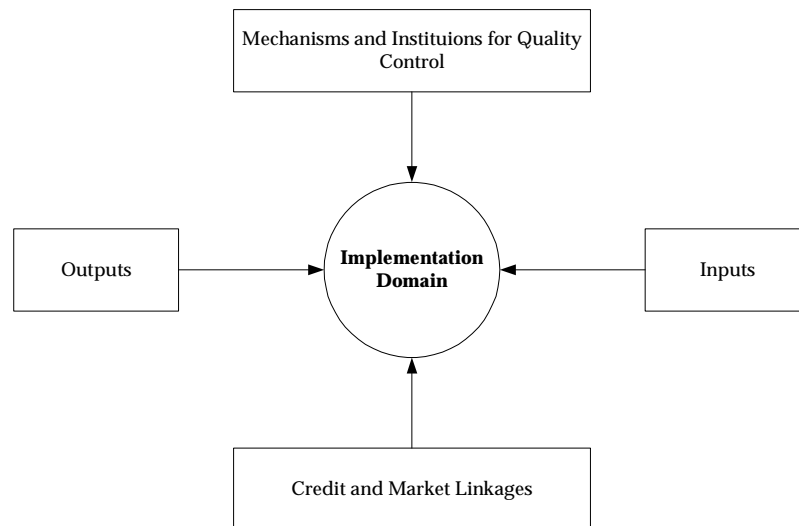 Mechanisms and Instituions for Quality
Control
Outputs
Implementation
Domain
Inputs
Credit and Market Linkages